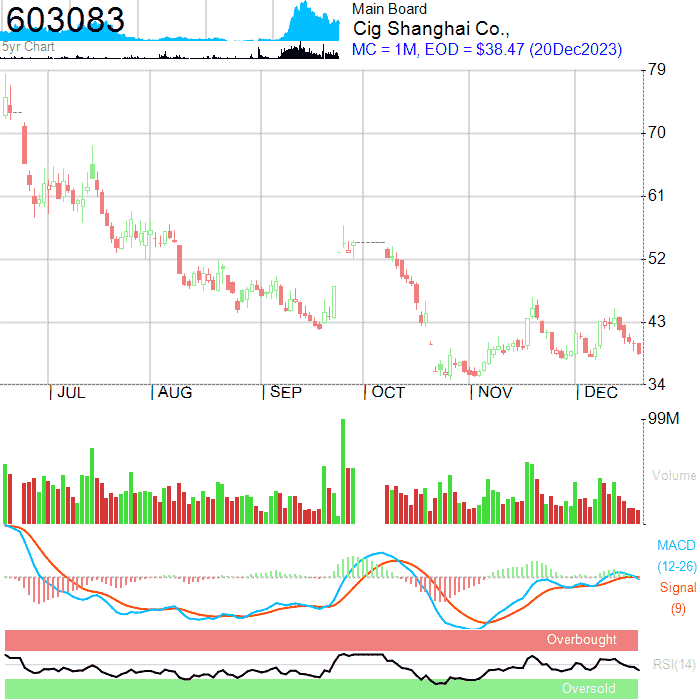 603083
5yr Chart
Main Board
Cig Shanghai Co.,
MC = 1M, EOD = $38.47 (20Dec2023)
79
70
61
52
43
34
JUL
AUG
SEP
OCT
NOV
DEC
99M
Volume
MACD
(12-26)
Signal
(9)
Overbought
RSI(14)
Oversold